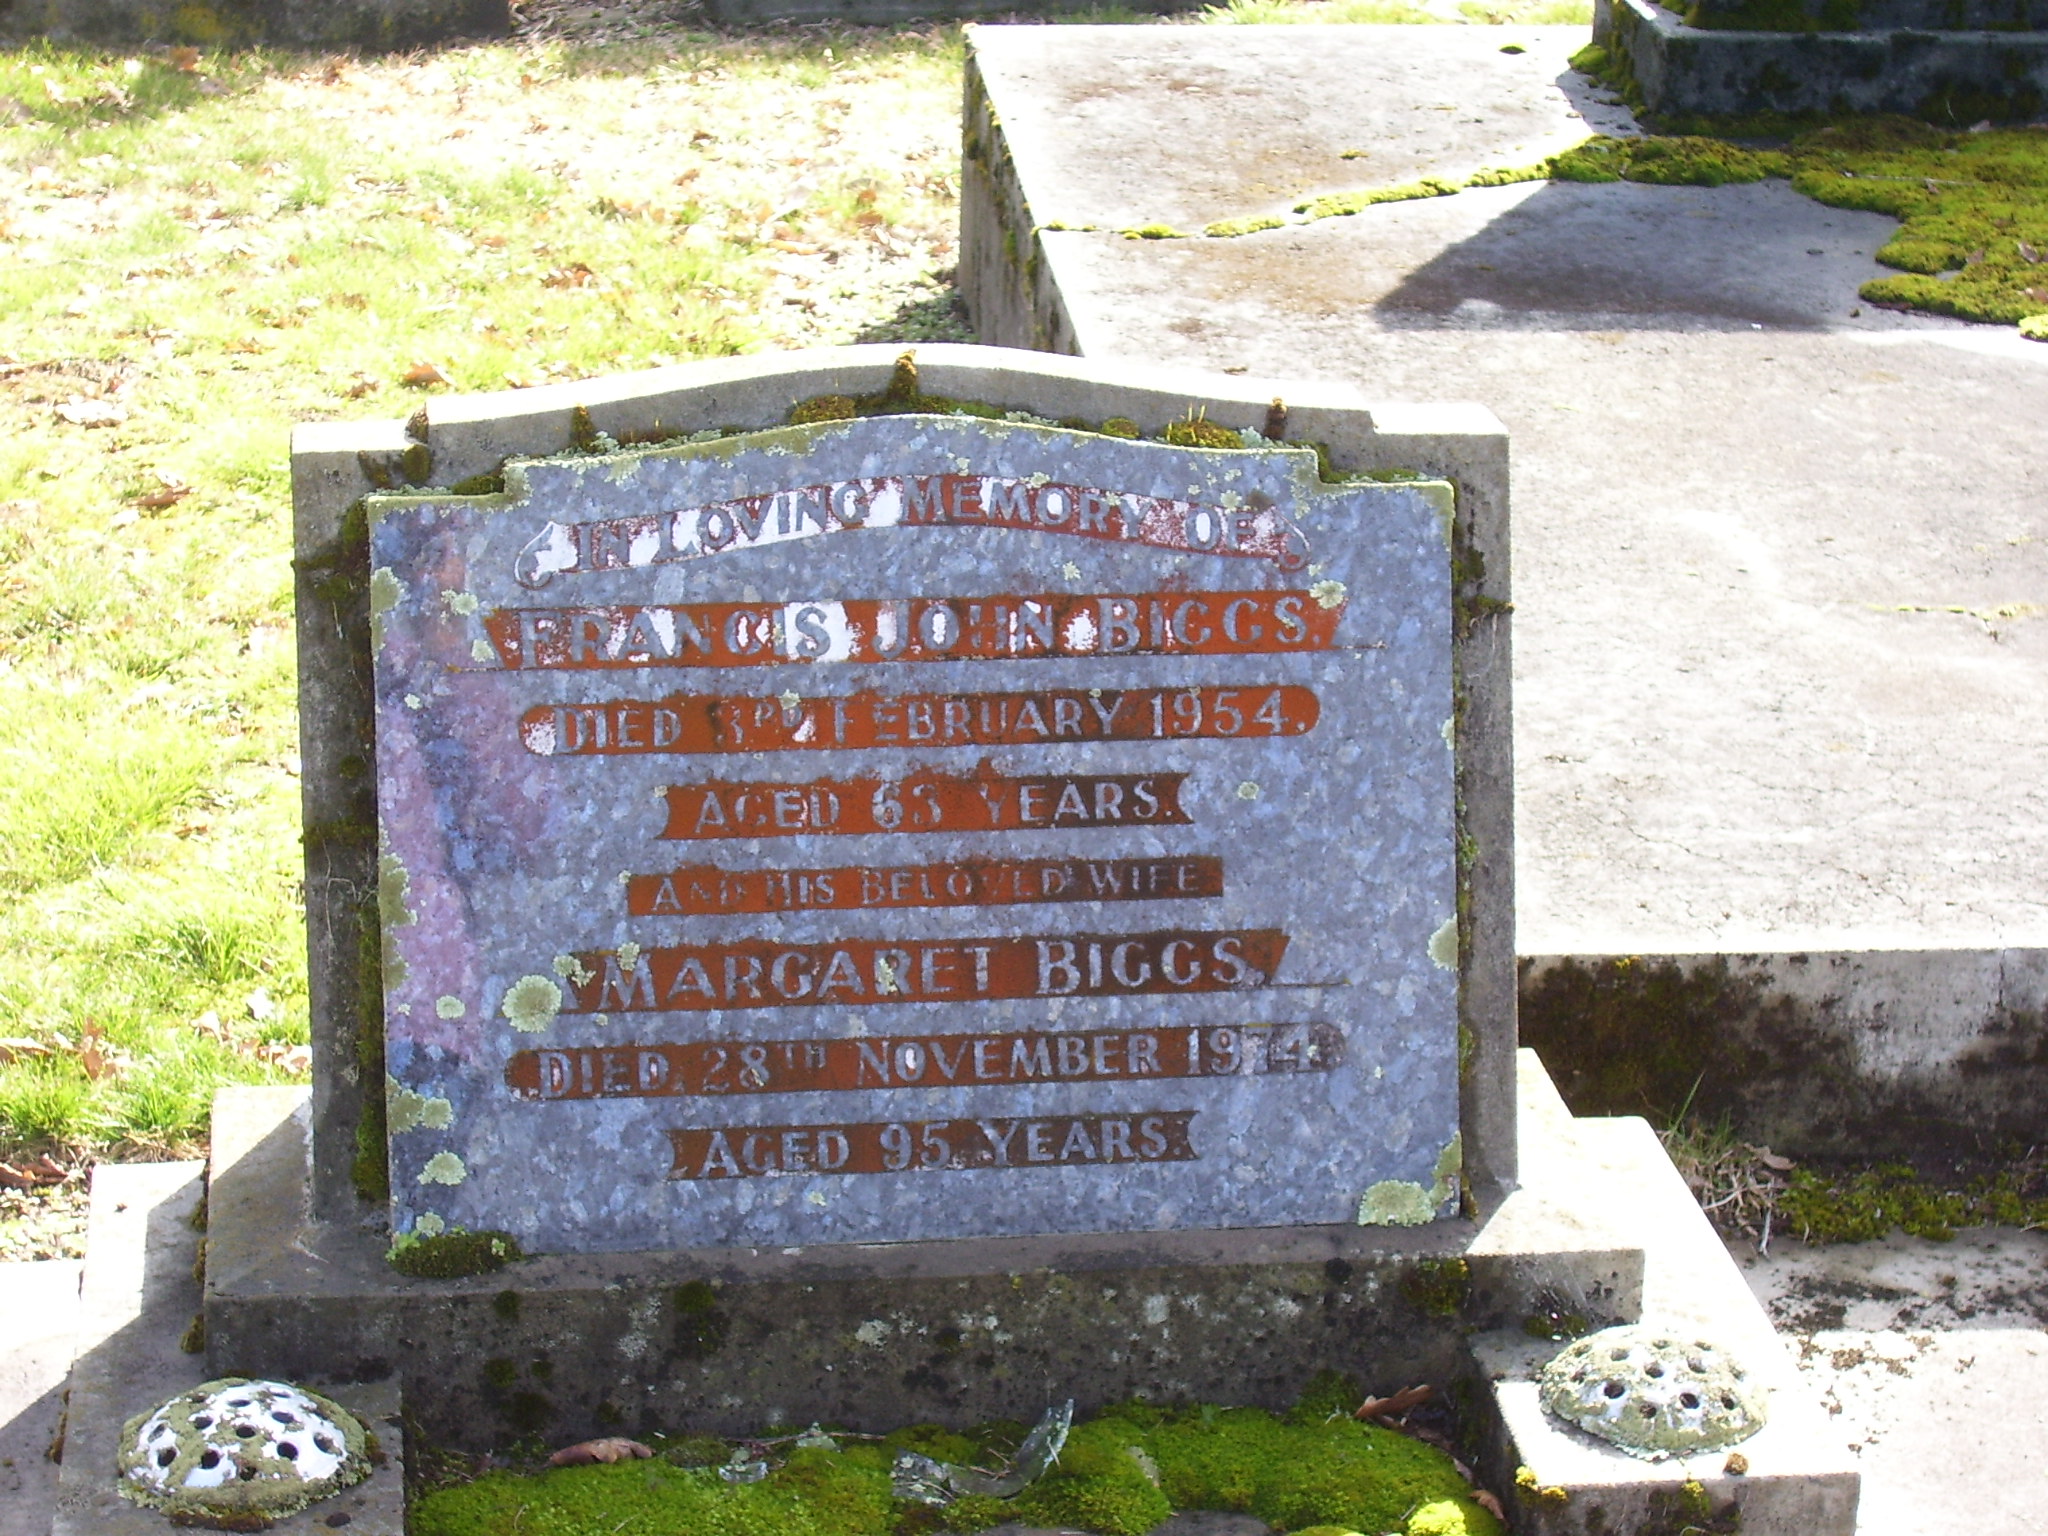 IN LOVING MEMORY OF
FRANCIS JOHN BIGGS.
DIED 3RD FEBRUARY 1954.
AGED 63 YEARS.
AND HIS BELOVED WIFE
MARGARET BIGGS.
DIED 28TH NOVEMBER 1974.
AGED 95 YEARS.